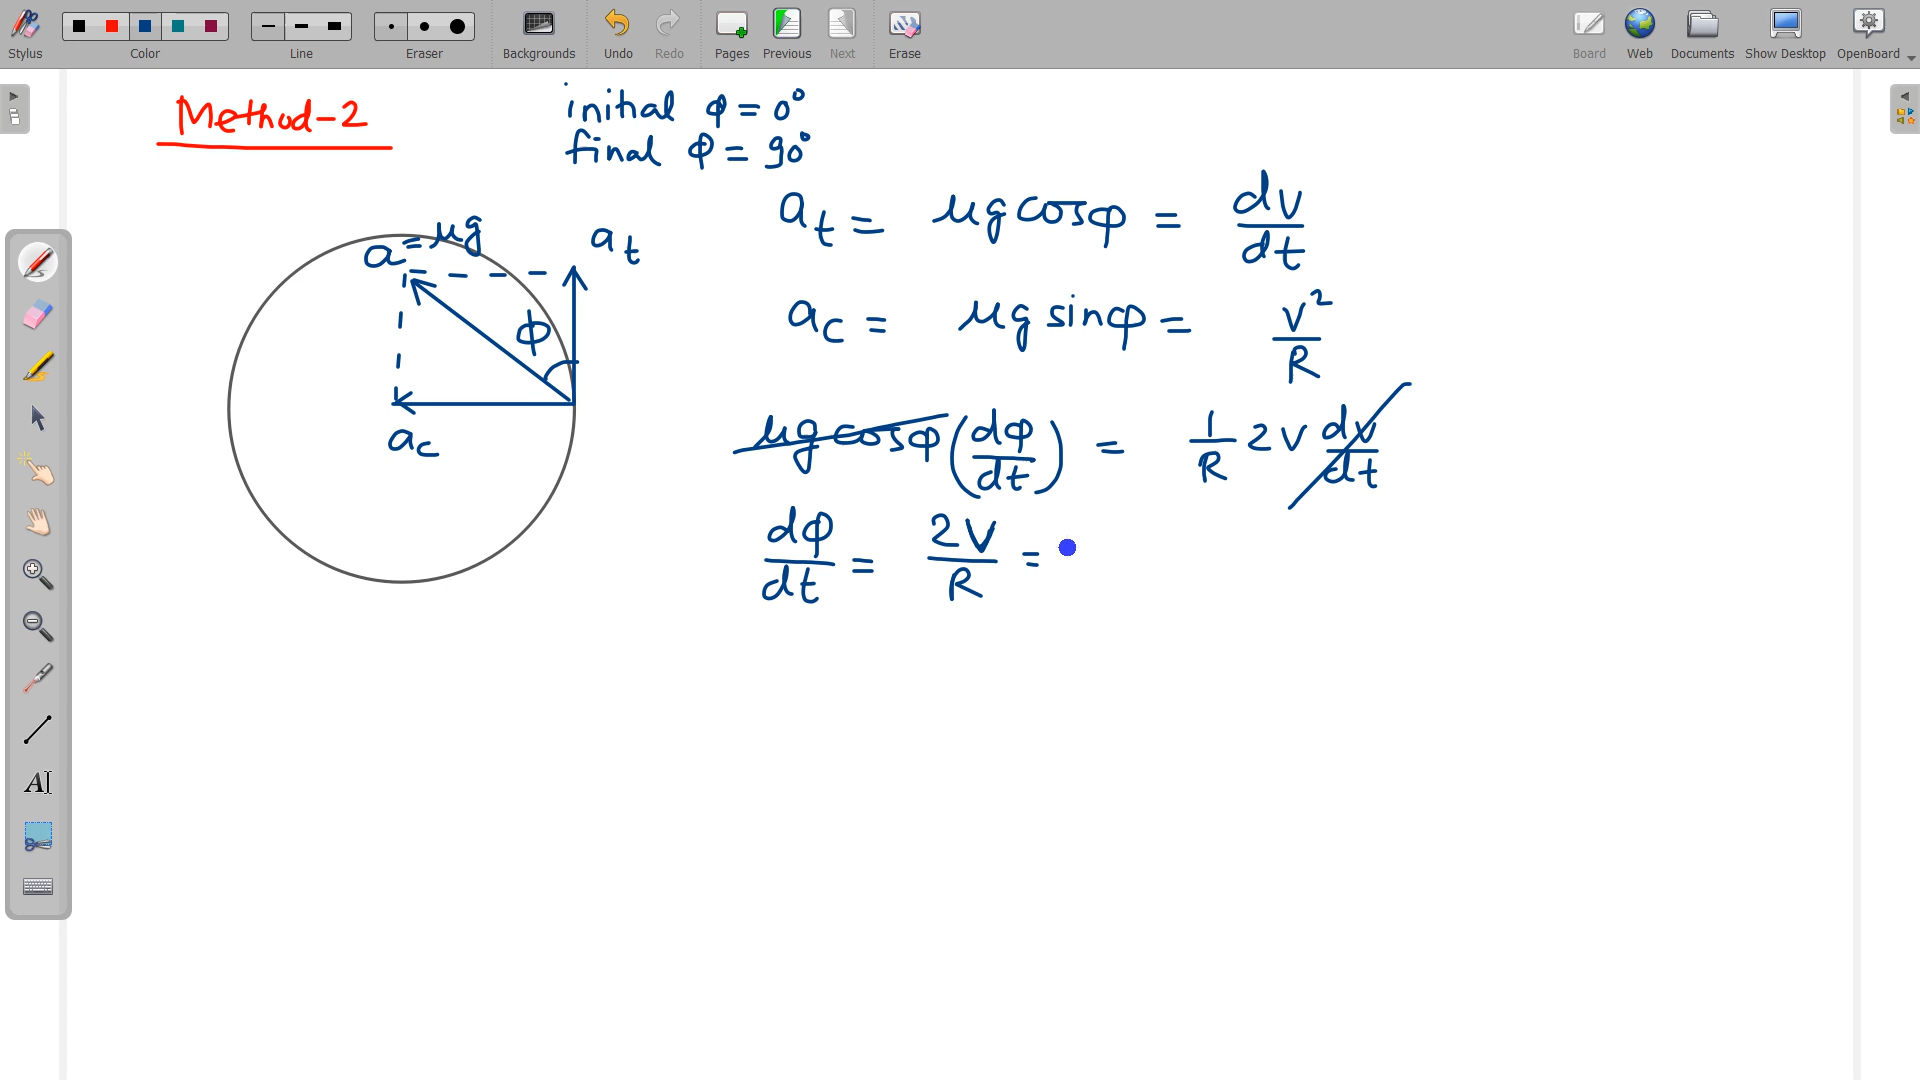 Stylus Color Line Eraser Backgrounds Undo Redo Pages Previous Next Erase Board Web Documents Show Desktop OpenBoard
Method-2
initial φ = 0°
final φ = 90°
a = μg
a_t
φ
a_c
a_t = μg cosφ = dv/dt
a_c = μg sinφ = v²/R
μg cosφ (dφ/dt) = 1/R 2v dv/dt
dφ/dt = 2V/R =
AI